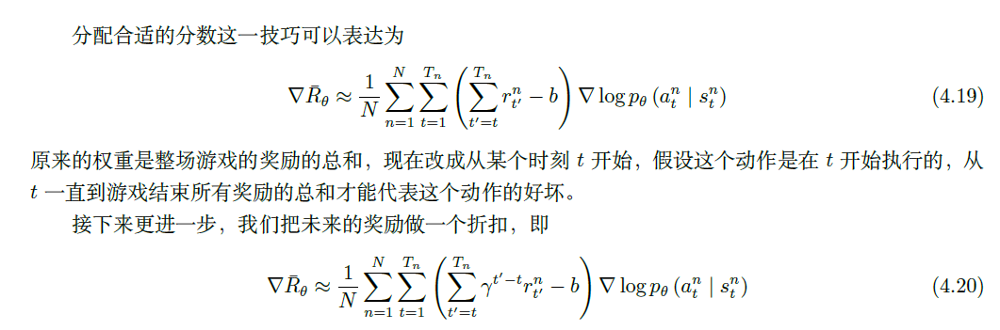 分配合适的分数这一技巧可以表达为
$$\nabla \bar{R}_\theta \approx \frac{1}{N} \sum_{n=1}^{N} \sum_{t=1}^{T_n} \left( \sum_{t'=t}^{T_n} r_{t'}^n - b \right) \nabla \log p_\theta \left( a_t^n \mid s_t^n \right) \quad (4.19)$$
原来的权重是整场游戏的奖励的总和，现在改成从某个时刻 $t$ 开始，假设这个动作是在 $t$ 开始执行的，从
$t$ 一直到游戏结束所有奖励的总和才能代表这个动作的好坏。
接下来更进一步，我们把未来的奖励做一个折扣，即
$$\nabla \bar{R}_\theta \approx \frac{1}{N} \sum_{n=1}^{N} \sum_{t=1}^{T_n} \left( \sum_{t'=t}^{T_n} \gamma^{t'-t} r_{t'}^n - b \right) \nabla \log p_\theta \left( a_t^n \mid s_t^n \right) \quad (4.20)$$